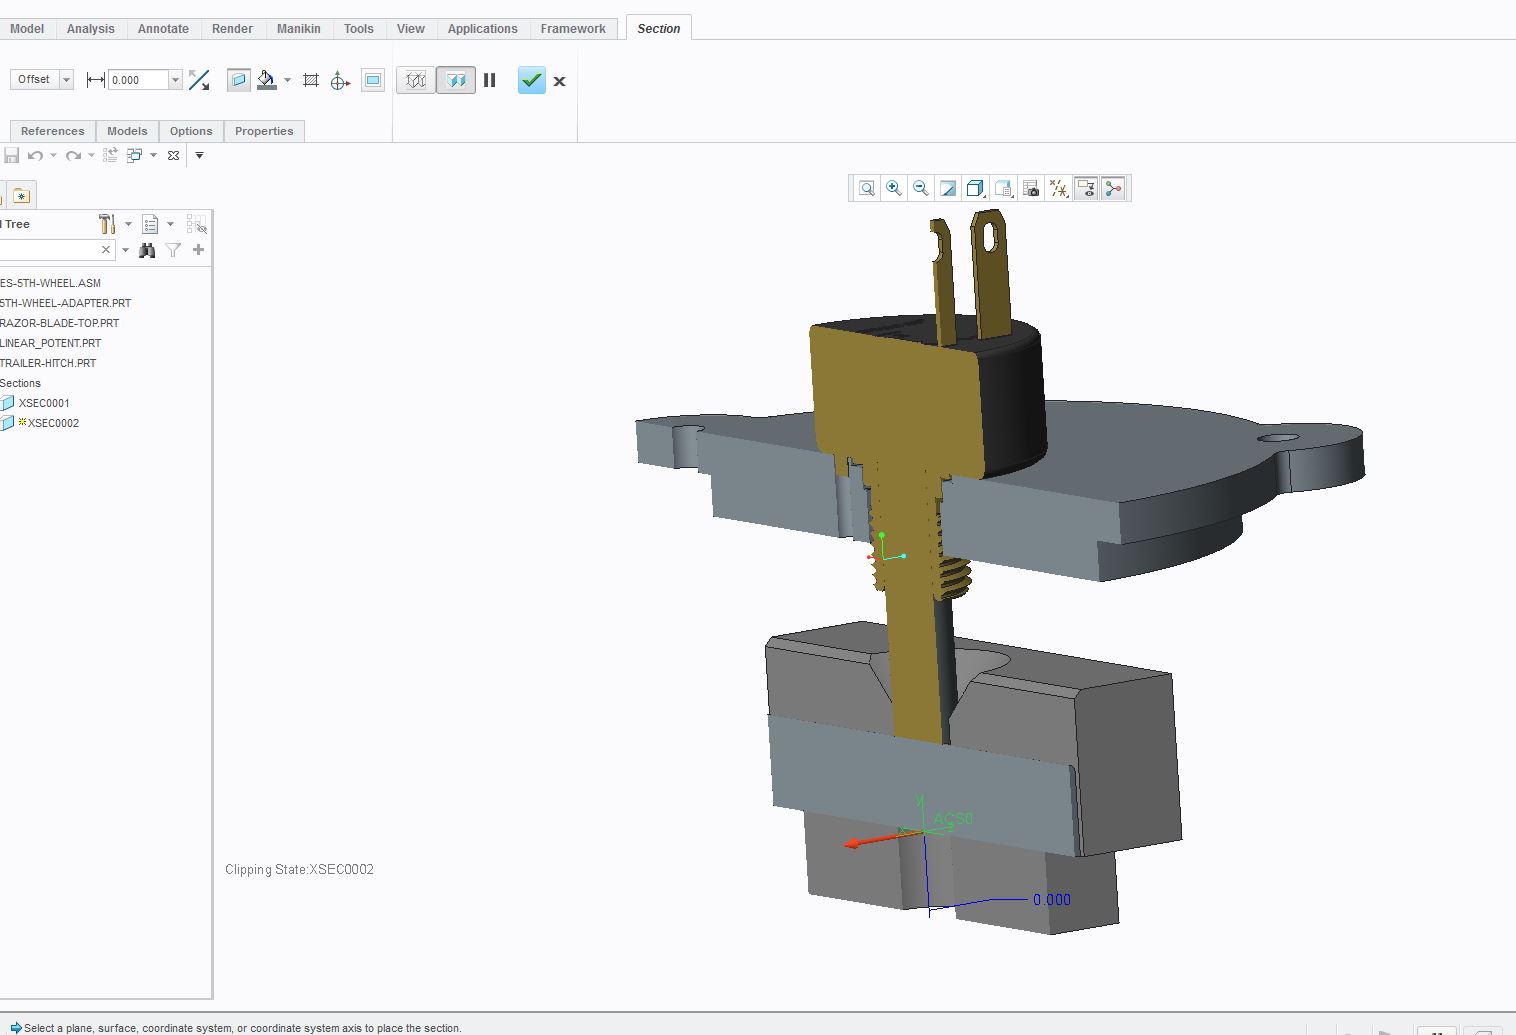 Model Analysis Annotate Render Manikin Tools View Applications Framework Section
Offset 0.000
References Models Options Properties
l Tree
ES-5TH-WHEEL.ASM
5TH-WHEEL-ADAPTER.PRT
RAZOR-BLADE-TOP.PRT
LINEAR_POTENT.PRT
TRAILER-HITCH.PRT
Sections
XSEC0001
XSEC0002
y
ACS0
z
Clipping State:XSEC0002
0.000
Select a plane, surface, coordinate system, or coordinate system axis to place the section.